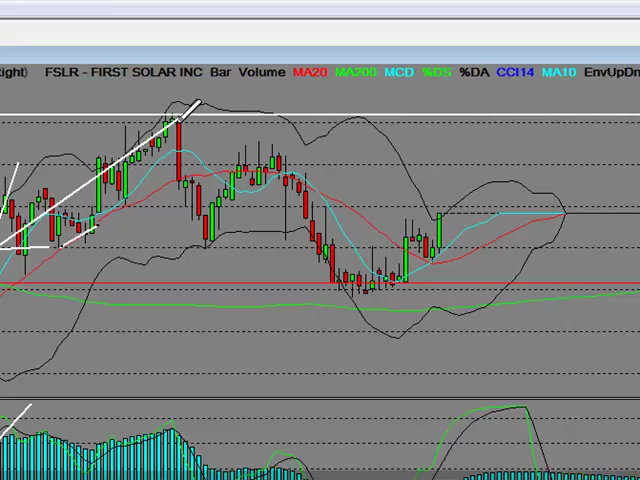 ight) FSLR - FIRST SOLAR INC Bar Volume MA20 MA200 MCD %DS %DA CCI14 MA10 EnvUpDn